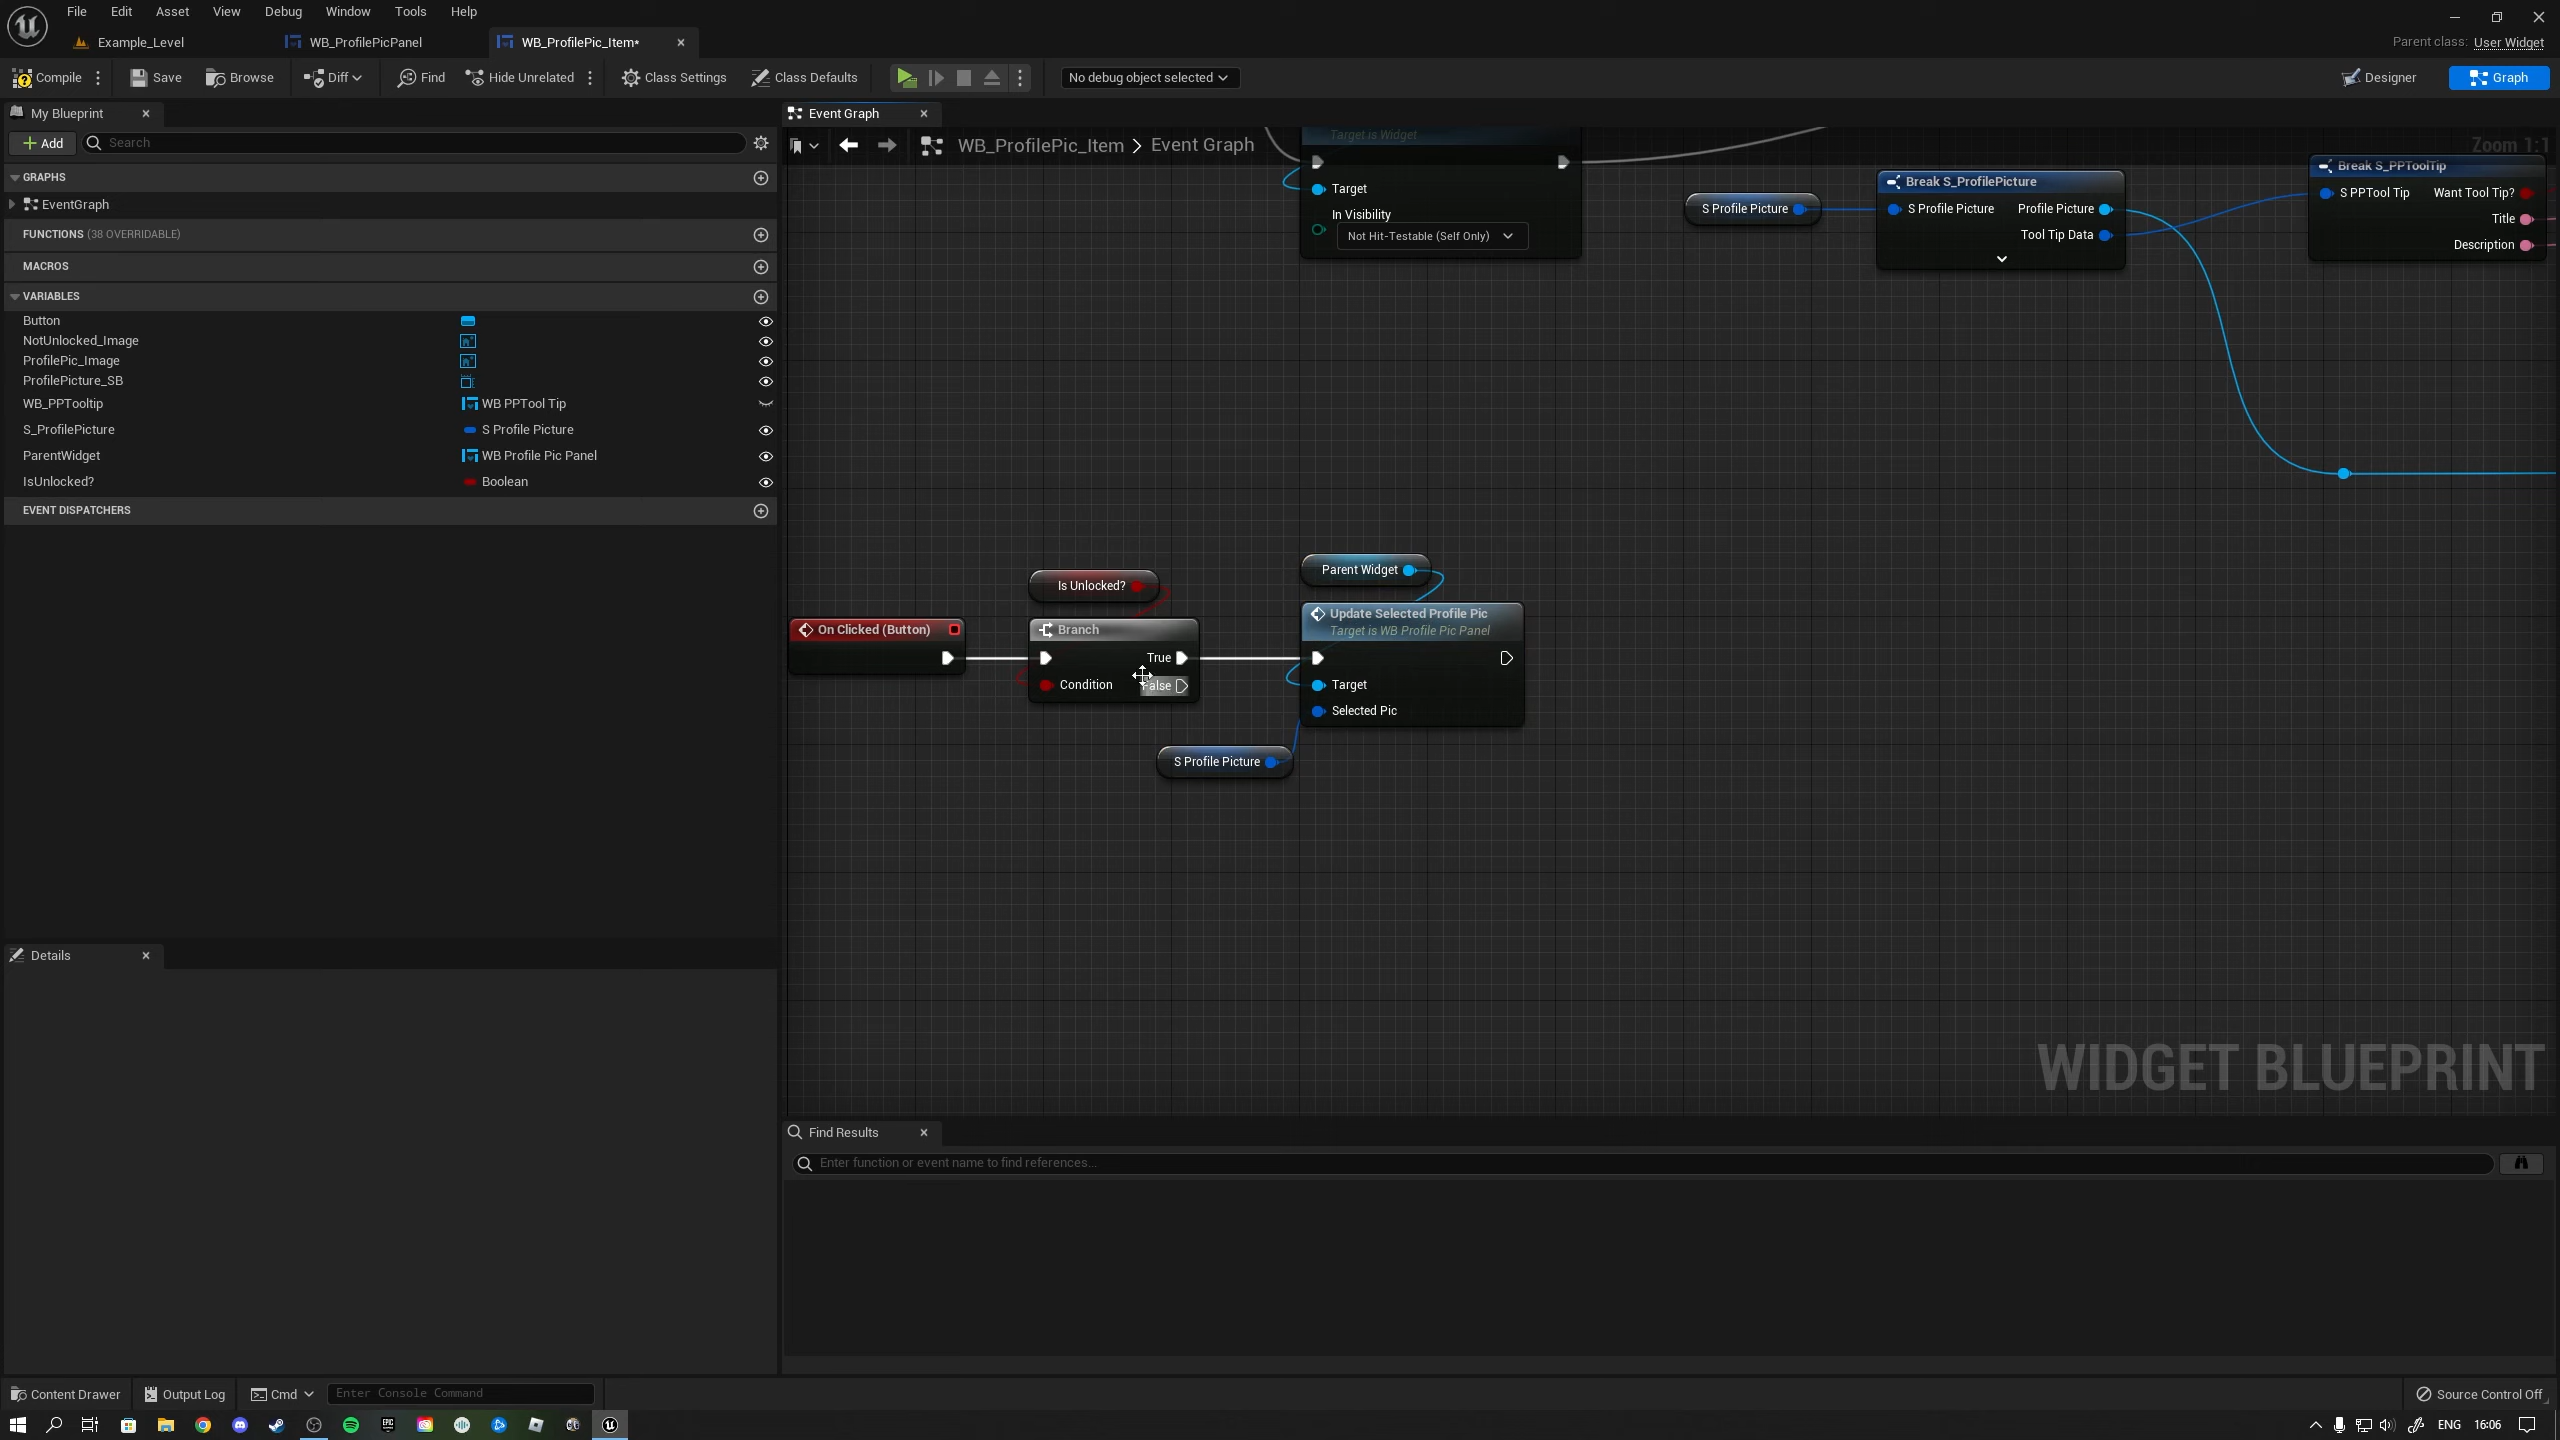 File Edit Asset View Debug Window Tools Help
Example_Level WB_ProfilePicPanel WB_ProfilePic_Item*
Parent class: User Widget
Compile Save Browse Diff Find Hide Unrelated Class Settings Class Defaults No debug object selected Designer Graph
My Blueprint
Event Graph
Add Search
WB_ProfilePic_Item > Event Graph
Zoom 1:1
GRAPHS
EventGraph
FUNCTIONS (38 OVERRIDABLE)
MACROS
VARIABLES
Button
NotUnlocked_Image
ProfilePic_Image
ProfilePicture_SB
WB_PPTooltip WB PPTool Tip
S_ProfilePicture S Profile Picture
ParentWidget WB Profile Pic Panel
IsUnlocked? Boolean
EVENT DISPATCHERS
Target is Widget
Target
In Visibility
Not Hit-Testable (Self Only)
S Profile Picture
Break S_ProfilePicture
S Profile Picture Profile Picture
Tool Tip Data
Break S_PPToolTip
S PPTool Tip Want Tool Tip?
Title
Description
Is Unlocked?
Parent Widget
On Clicked (Button)
Branch
True
Condition False
Update Selected Profile Pic
Target is WB Profile Pic Panel
Target
Selected Pic
S Profile Picture
WIDGET BLUEPRINT
Details
Find Results
Enter function or event name to find references...
Content Drawer Output Log Cmd Enter Console Command
Source Control Off
ENG 16:06